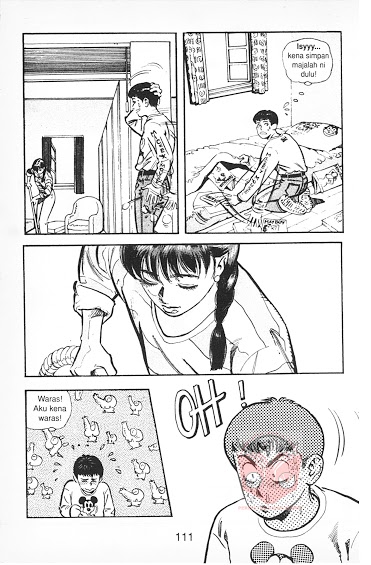 Isyyy...
kena simpan
majalah ni
dulu!
Waras!
Aku kena
waras!
OH!
111